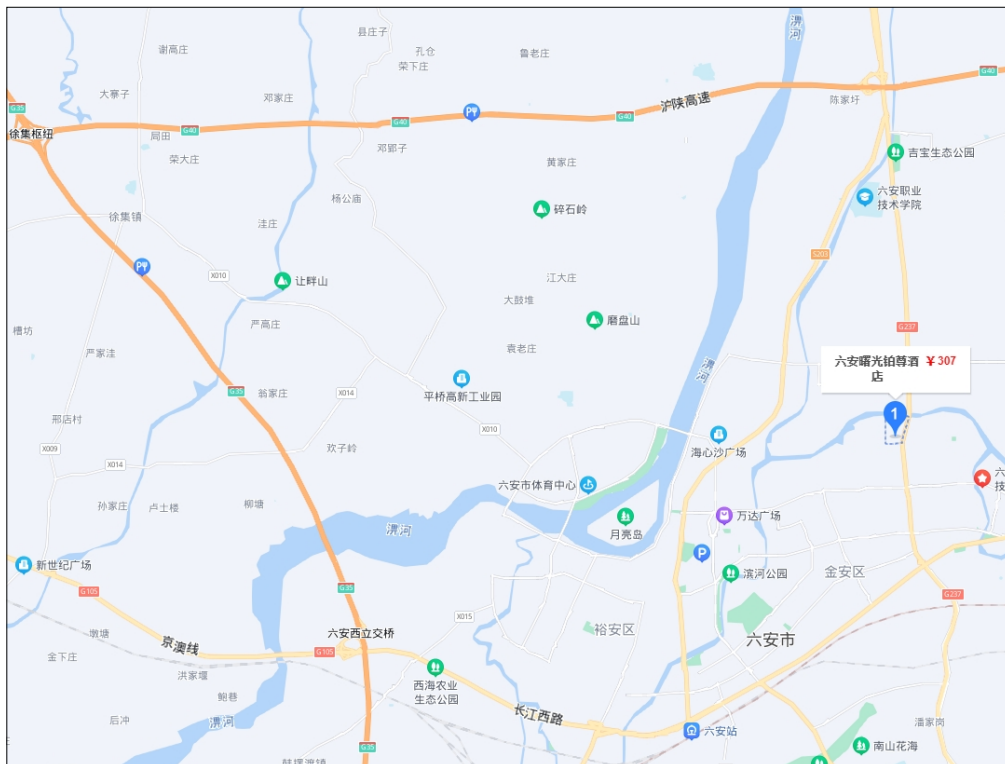 渭河
县庄子
谢高庄
孔仓
鲁老庄
荣下庄
G40
大寨子
邓家庄
沪陕高速
陈家圩
G35
G40
G40
徐集枢纽
局田
荣大庄
邓郢子
黄家庄
吉宝生态公园
杨公庙
六安职业
技术学院
碎石岭
徐集镇
洼庄
S203
X010
让畔山
江大庄
大鼓堆
槽坊
严高庄
磨盘山
G237
严家洼
袁老庄
淠河
六安曙光铂尊酒
店
¥307
G35
翁家庄
X014
平桥高新工业园
邢店村
X010
1
X009
欢子岭
海心沙广场
X014
六安市体育中心
六
技
孙家庄
卢士楼
柳塘
淠河
月亮岛
万达广场
P
新世纪广场
滨河公园
金安区
G105
G35
G237
X015
墩塘
京澳线
六安西立交桥
裕安区
六安市
金下庄
G105
洪家堰
西海农业
生态公园
鲍巷
后冲
淠河
长江西路
潘家岗
六安站
G35
南山花海